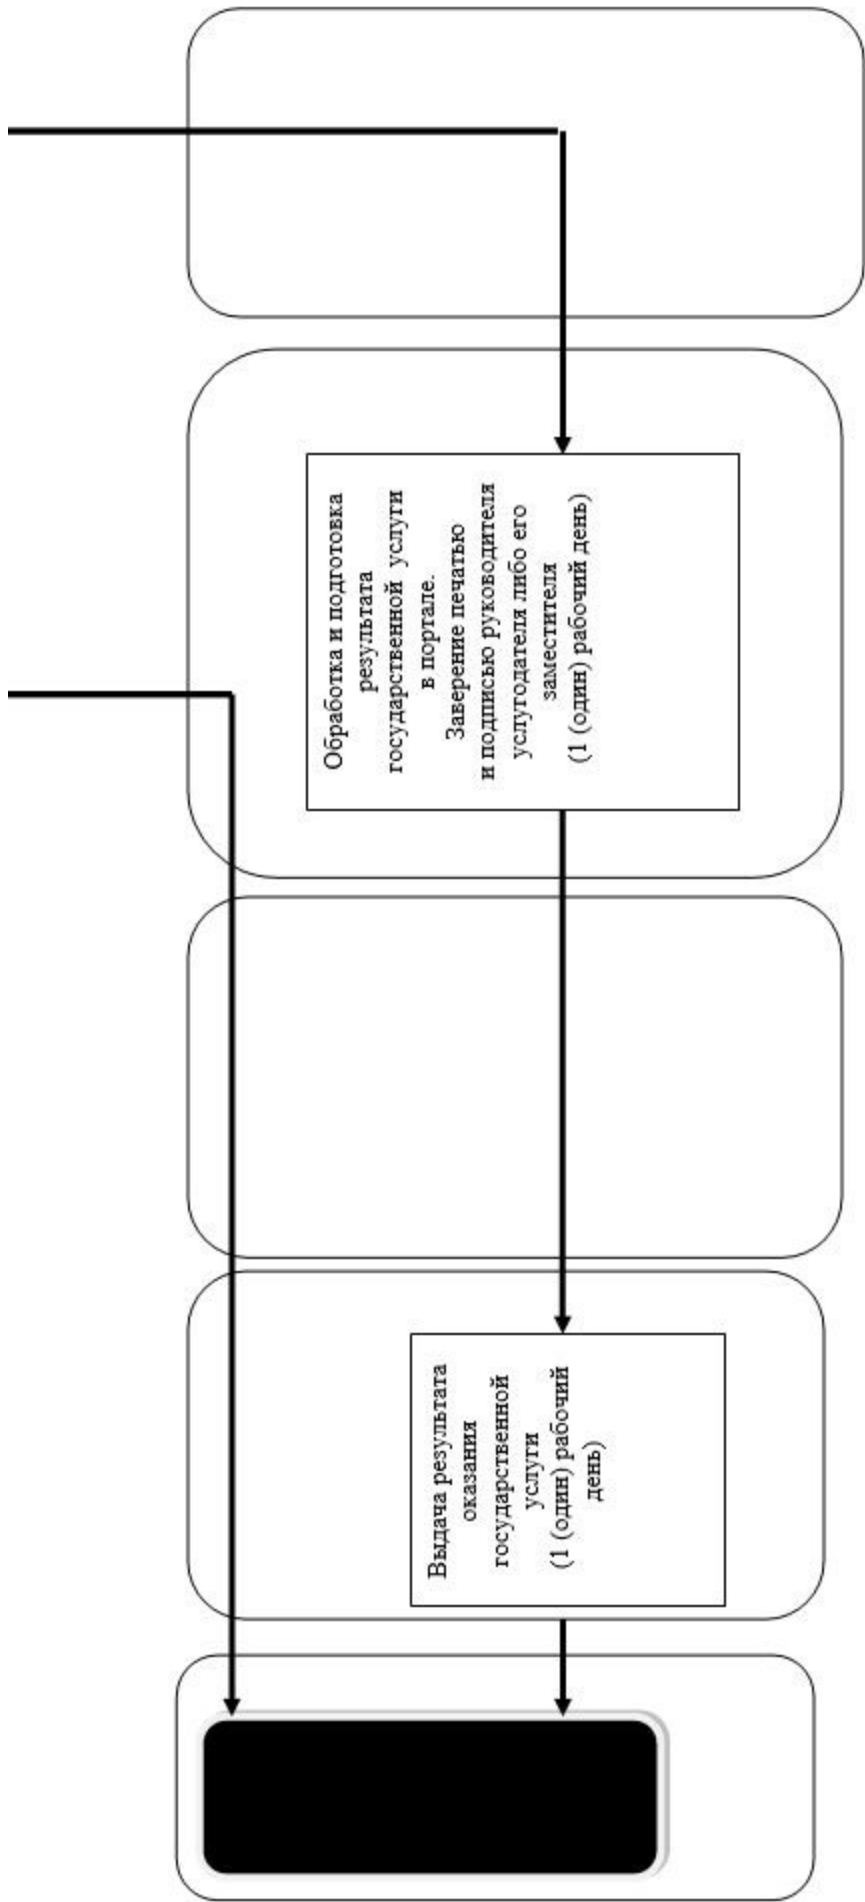 Обработка и подготовка
результата
государственной услуги
в портале.
Заверение печатью
и подписью руководителя
услугодателя либо его
заместителя
(1 (один) рабочий день)
Выдача результата
оказания
государственной
услуги
(1 (один) рабочий
день)